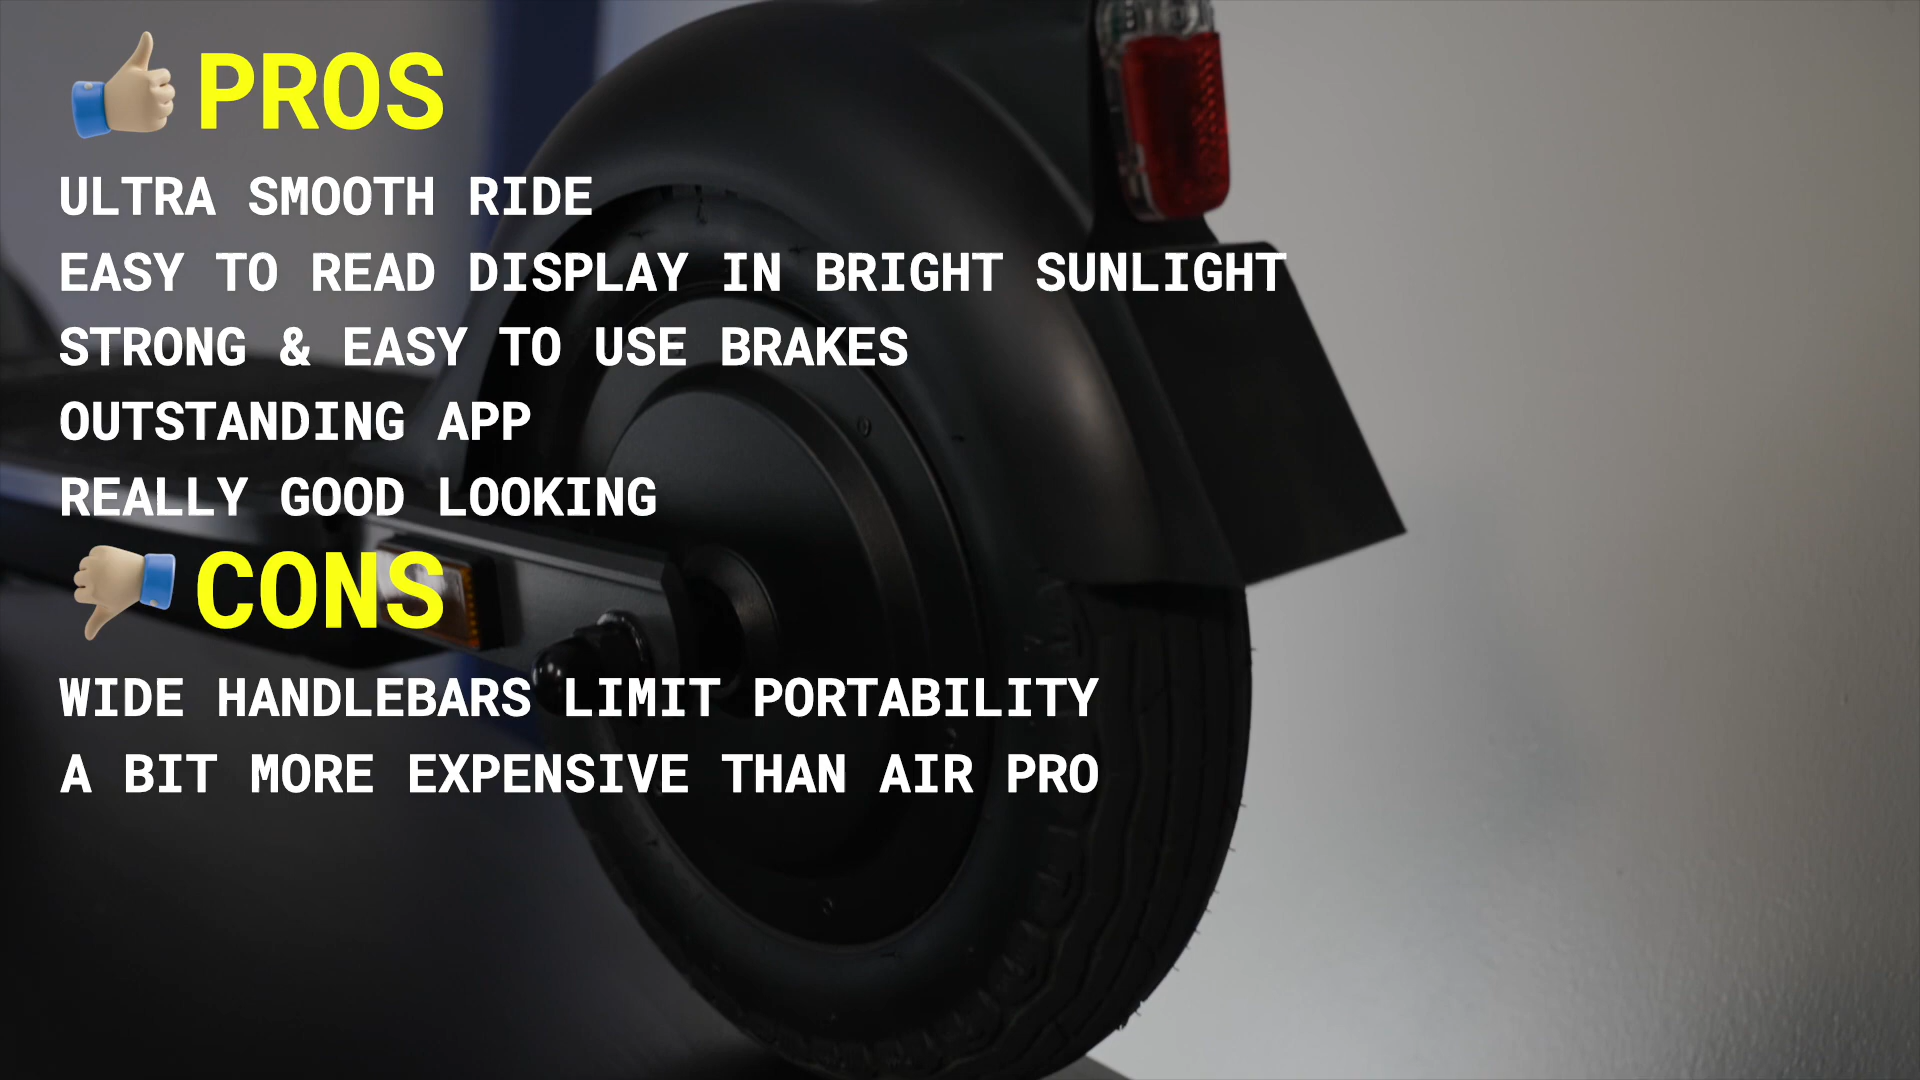 PROS
ULTRA SMOOTH RIDE
EASY TO READ DISPLAY IN BRIGHT SUNLIGHT
STRONG & EASY TO USE BRAKES
OUTSTANDING APP
REALLY GOOD LOOKING
CONS
WIDE HANDLEBARS LIMIT PORTABILITY
A BIT MORE EXPENSIVE THAN AIR PRO